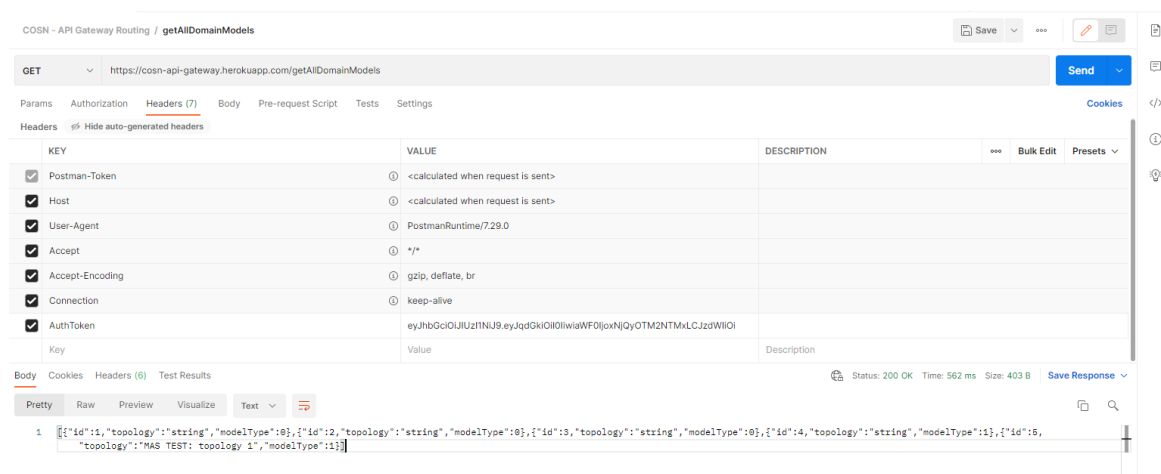 COSN - API Gateway Routing / getAllDomainModels
Save
GET https://cosn-api-gateway.herokuapp.com/getAllDomainModels Send
Params Authorization Headers (7) Body Pre-request Script Tests Settings Cookies
Headers Hide auto-generated headers
KEY VALUE DESCRIPTION Bulk Edit Presets
Postman-Token <calculated when request is sent>
Host <calculated when request is sent>
User-Agent PostmanRuntime/7.29.0
Accept */*
Accept-Encoding gzip, deflate, br
Connection keep-alive
AuthToken
Key Value Description
Body Cookies Headers (6) Test Results Status: 200 OK Time: 562 ms Size: 403 B Save Response
Pretty Raw Preview Visualize Text
1 [{"id":1,"topology":"string","modelType":0},{"id":2,"topology":"string","modelType":0},{"id":3,"topology":"string","modelType":0},{"id":4,"topology":"string","modelType":1},{"id":5,
"topology":"MAS TEST: topology 1","modelType":1}]